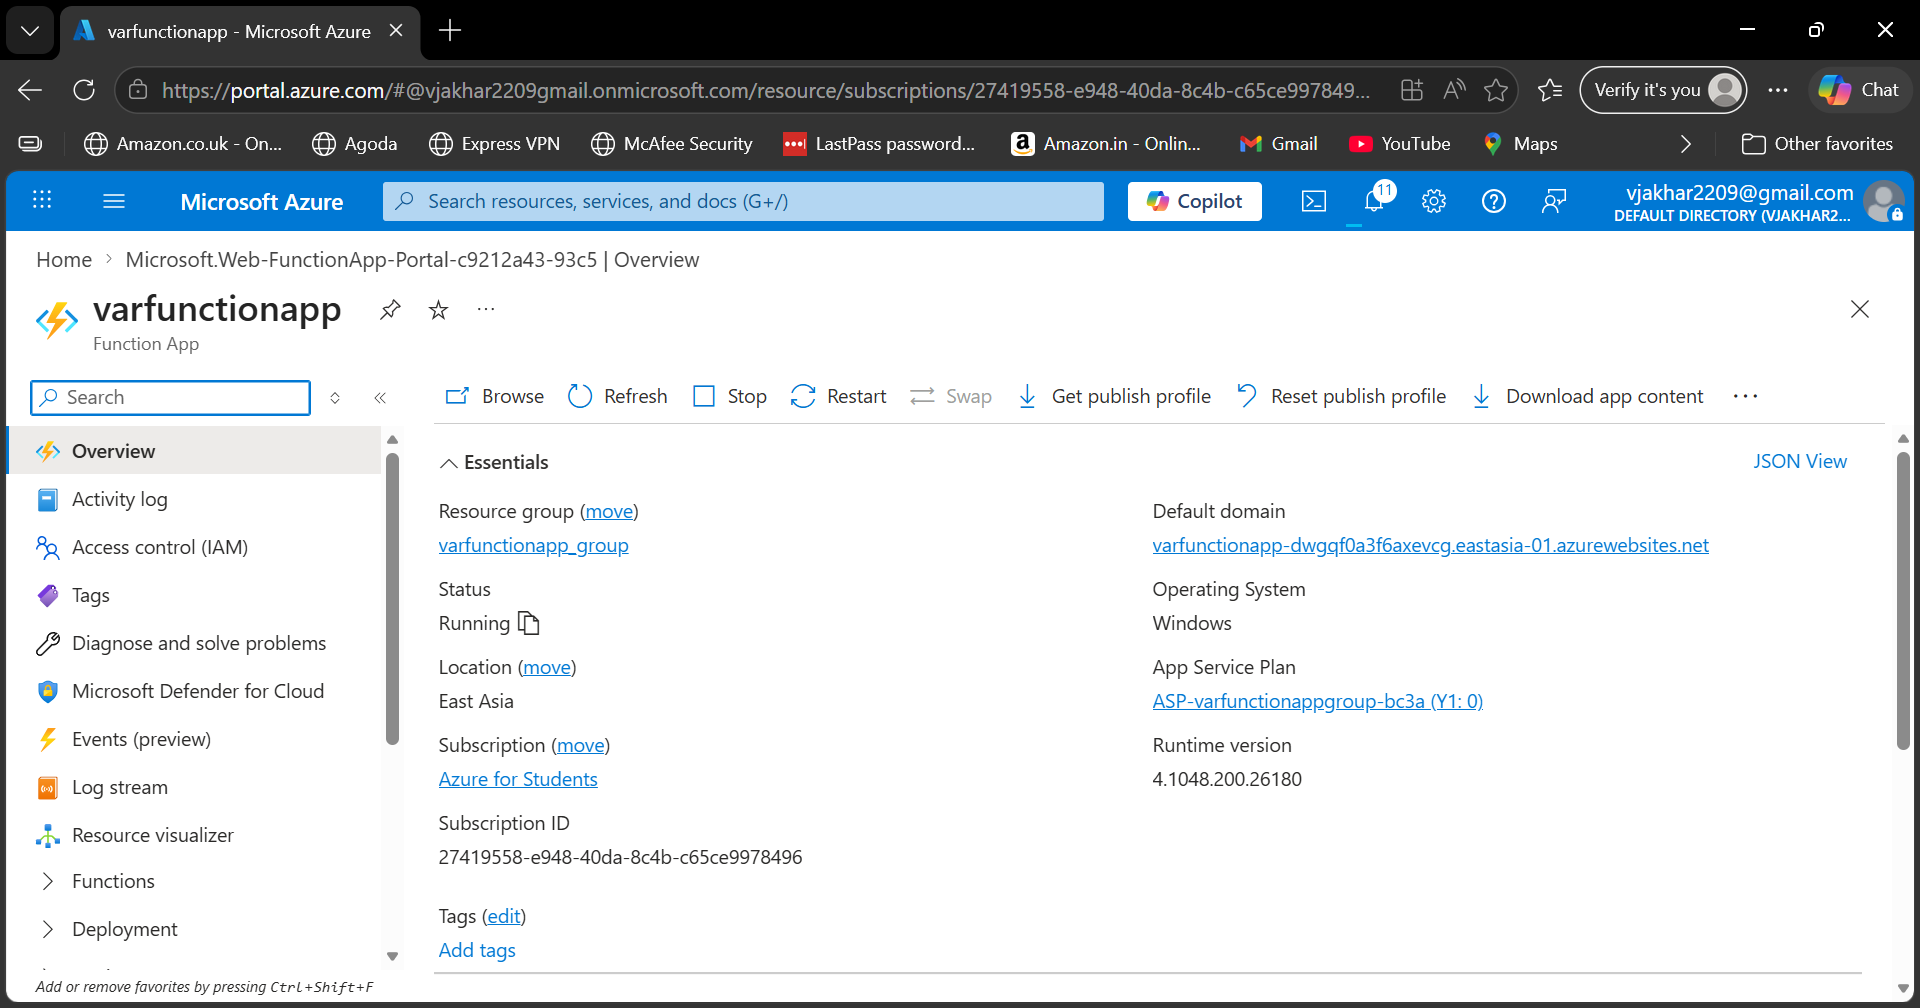 varfunctionapp - Microsoft Azure
https://portal.azure.com/#@vjakhar2209gmail.onmicrosoft.com/resource/subscriptions/27419558-e948-40da-8c4b-c65ce997849...
Verify it's you
Chat
Amazon.co.uk - On...
Agoda
Express VPN
McAfee Security
LastPass password...
Amazon.in - Onlin...
Gmail
YouTube
Maps
Other favorites
Microsoft Azure
Search resources, services, and docs (G+/)
Copilot
11
vjakhar2209@gmail.com
DEFAULT DIRECTORY (VJAKHAR2...
Home > Microsoft.Web-FunctionApp-Portal-c9212a43-93c5 | Overview
varfunctionapp
Function App
Search
Browse
Refresh
Stop
Restart
Swap
Get publish profile
Reset publish profile
Download app content
Overview
Activity log
Access control (IAM)
Tags
Diagnose and solve problems
Microsoft Defender for Cloud
Events (preview)
Log stream
Resource visualizer
Functions
Deployment
Add or remove favorites by pressing Ctrl+Shift+F
Essentials
JSON View
Resource group (move)
varfunctionapp_group
Status
Running
Location (move)
East Asia
Subscription (move)
Azure for Students
Subscription ID
27419558-e948-40da-8c4b-c65ce9978496
Tags (edit)
Add tags
Default domain
varfunctionapp-dwgqf0a3f6axevcg.eastasia-01.azurewebsites.net
Operating System
Windows
App Service Plan
ASP-varfunctionappgroup-bc3a (Y1: 0)
Runtime version
4.1048.200.26180